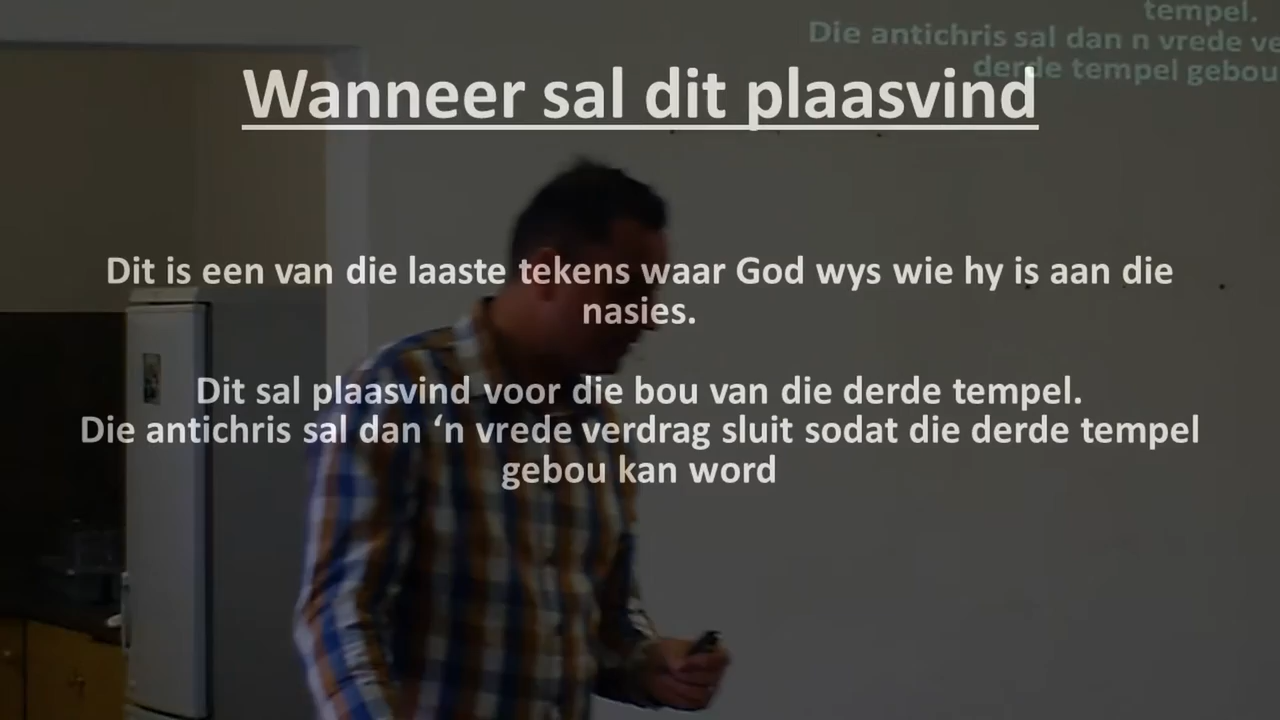 tempel.
Die antichris sal dan n vrede ve
derde tempel gebou
Wanneer sal dit plaasvind
Dit is een van die laaste tekens waar God wys wie hy is aan die
nasies.
Dit sal plaasvind voor die bou van die derde tempel.
Die antichris sal dan ‘n vrede verdrag sluit sodat die derde tempel
gebou kan word